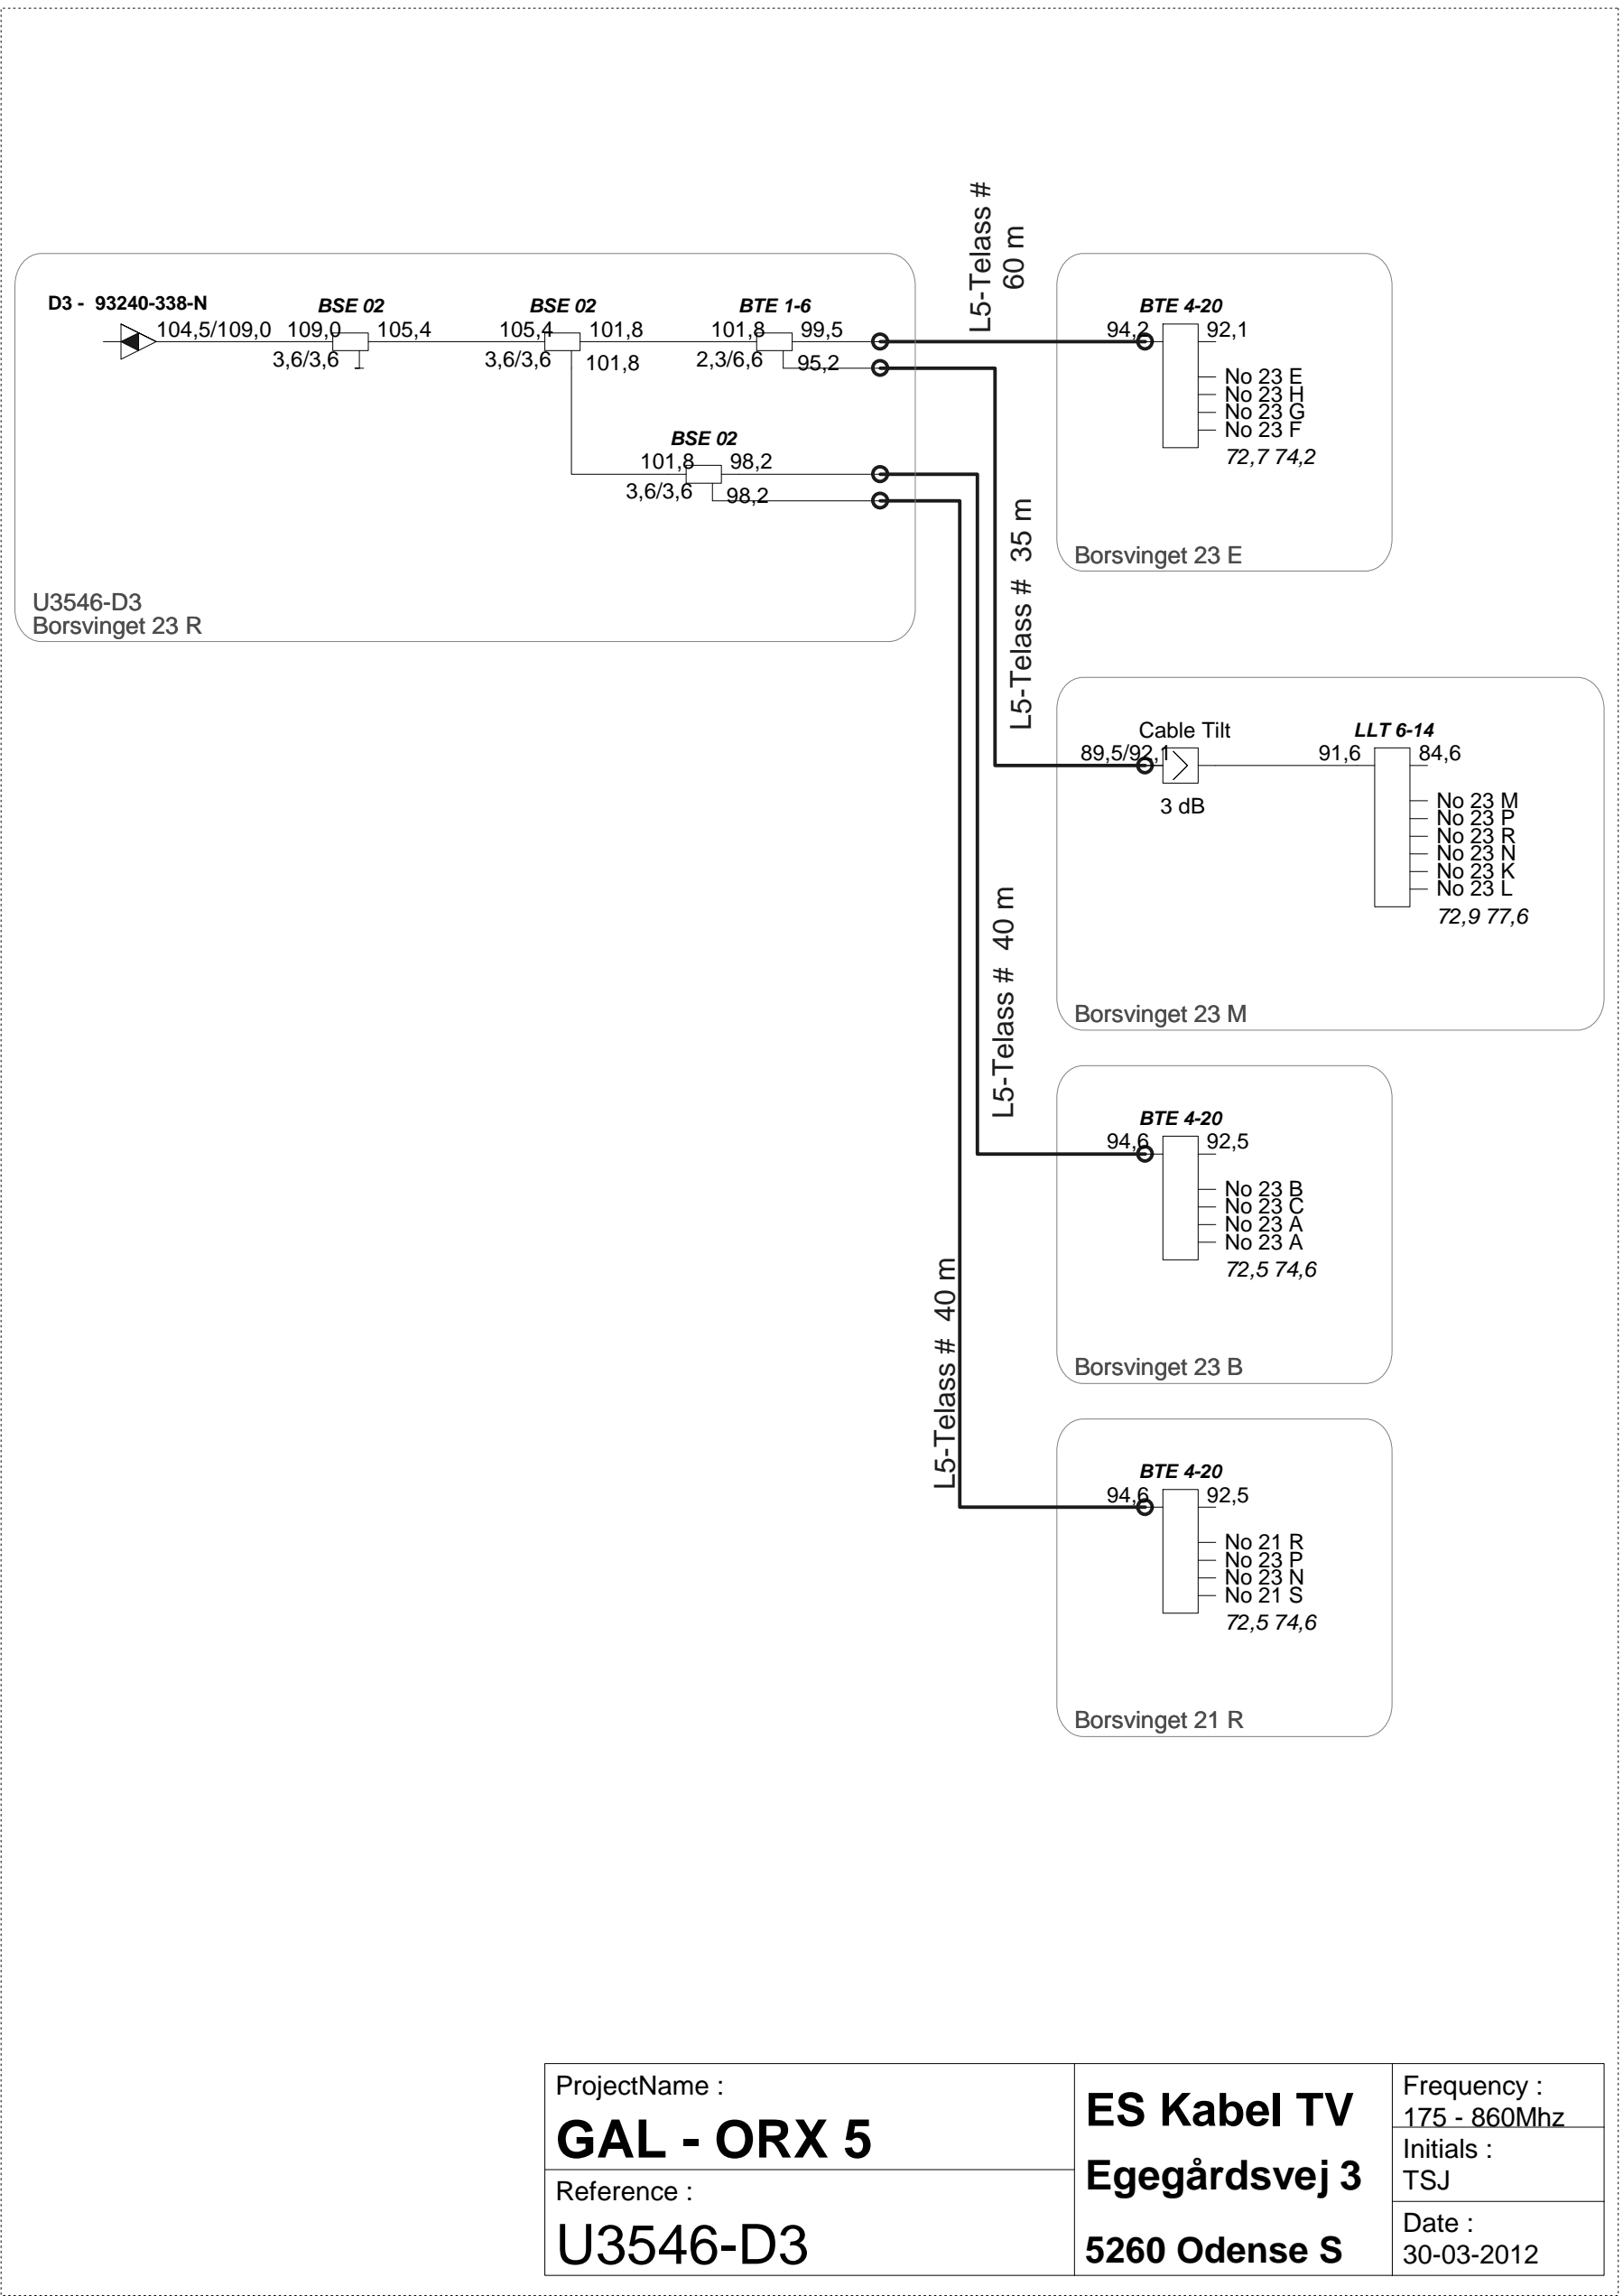 L5-Telass #
60 m
D3 - 93240-338-N
BSE 02
BSE 02
BTE 1-6
104,5/109,0
109,0
105,4
105,4
101,8
101,8
99,5
3,6/3,6
3,6/3,6
101,8
2,3/6,6
95,2
BSE 02
101,8
98,2
3,6/3,6
98,2
U3546-D3
Borsvinget 23 R
BTE 4-20
94,2
92,1
No 23 E
No 23 H
No 23 G
No 23 F
72,7 74,2
Borsvinget 23 E
L5-Telass # 35 m
Cable Tilt
LLT 6-14
89,5/92,1
91,6
84,6
3 dB
No 23 M
No 23 P
No 23 R
No 23 N
No 23 K
No 23 L
72,9 77,6
Borsvinget 23 M
L5-Telass # 40 m
BTE 4-20
94,6
92,5
No 23 B
No 23 C
No 23 A
No 23 A
72,5 74,6
Borsvinget 23 B
L5-Telass # 40 m
BTE 4-20
94,6
92,5
No 21 R
No 23 P
No 23 N
No 21 S
72,5 74,6
Borsvinget 21 R
ProjectName :
GAL - ORX 5
Reference :
U3546-D3
ES Kabel TV
Egegårdsvej 3
5260 Odense S
Frequency :
175 - 860Mhz
Initials :
TSJ
Date :
30-03-2012